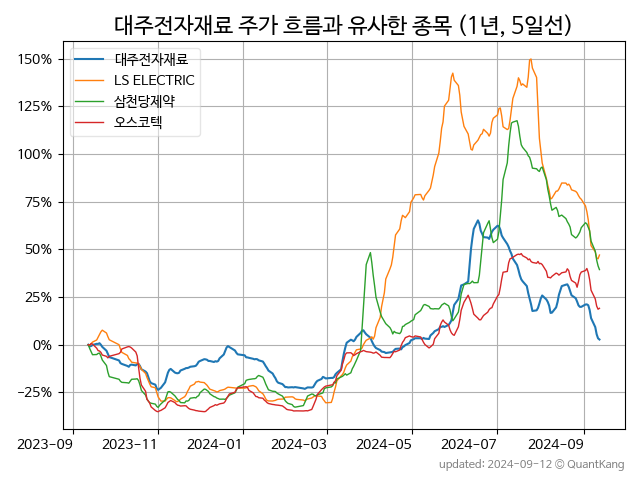 대주전자재료 주가 흐름과 유사한 종목 (1년, 5일선)
대주전자재료
LS ELECTRIC
삼천당제약
오스코텍
150%
125%
100%
75%
50%
25%
0%
−25%
2023-09 2023-11 2024-01 2024-03 2024-05 2024-07 2024-09
updated: 2024-09-12 © QuantKang